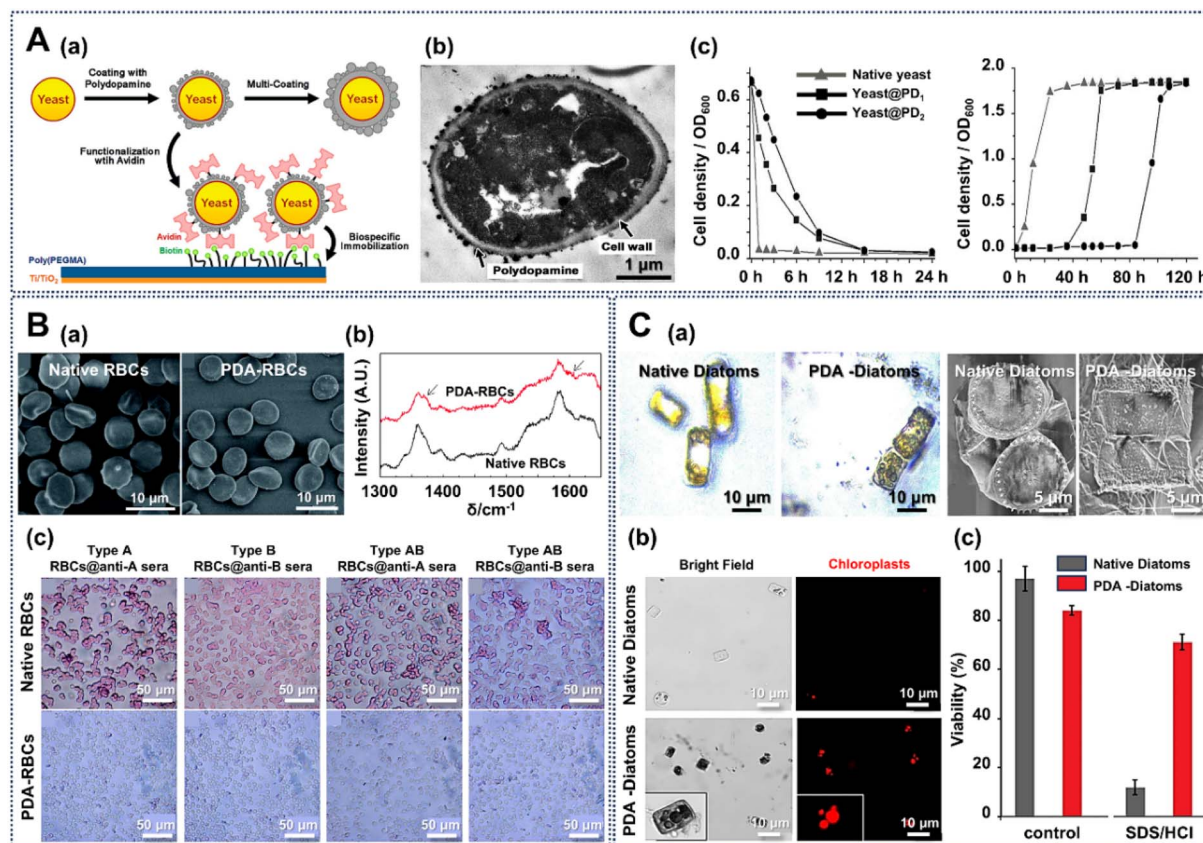 A
(a)
Yeast
Coating with
Polydopamine
Yeast
Multi-Coating
Yeast
Functionalization
wtih Avidin
Yeast
Yeast
Avidin
Biotin
Biospecific
Immobilization
Poly(PEGMA)
Ti/TiO2
(b)
Cell wall
Polydopamine
1 µm
(c)
Native yeast
Yeast@PD1
Yeast@PD2
Cell density / OD600
0.6
0.4
0.2
0.0
0 h
6 h
12 h
18 h
24 h
Cell density / OD600
2.0
1.5
1.0
0.5
0.0
0 h
40 h
80 h
120 h
B
(a)
Native RBCs
10 µm
PDA-RBCs
10 µm
(b)
Intensity (A.U.)
PDA-RBCs
Native RBCs
1300
1400
1500
1600
δ/cm-1
(c)
Type A
RBCs@anti-A sera
Type B
RBCs@anti-B sera
Type AB
RBCs@anti-A sera
Type AB
RBCs@anti-B sera
Native RBCs
50 µm
50 µm
50 µm
50 µm
PDA-RBCs
50 µm
50 µm
50 µm
50 µm
C
(a)
Native Diatoms
10 µm
PDA -Diatoms
10 µm
Native Diatoms
5 µm
PDA -Diatoms
5 µm
(b)
Bright Field
Chloroplasts
Native Diatoms
10 µm
10 µm
PDA -Diatoms
10 µm
10 µm
(c)
Native Diatoms
PDA -Diatoms
Viability (%)
100
80
60
40
20
0
control
SDS/HCl